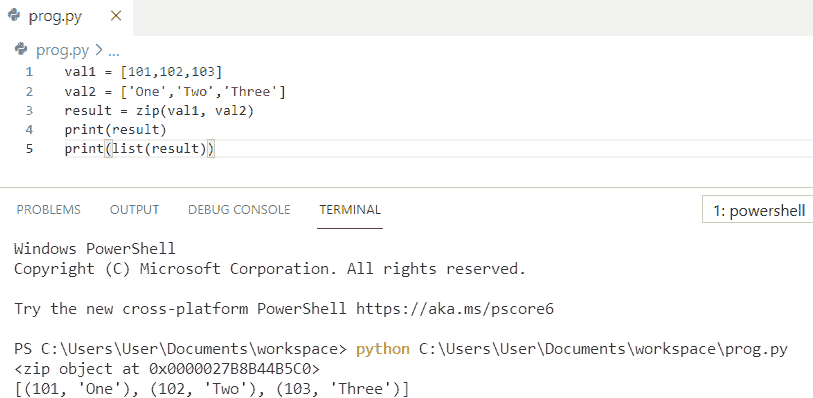 prog.py ×
prog.py > ...
1 val1 = [101,102,103]
2 val2 = ['One','Two','Three']
3 result = zip(val1, val2)
4 print(result)
5 print(list(result))
PROBLEMS OUTPUT DEBUG CONSOLE TERMINAL 1: powershell
Windows PowerShell
Copyright (C) Microsoft Corporation. All rights reserved.
Try the new cross-platform PowerShell https://aka.ms/pscore6
PS C:\Users\User\Documents\workspace> python C:\Users\User\Documents\workspace\prog.py
<zip object at 0x0000027B8B44B5C0>
[(101, 'One'), (102, 'Two'), (103, 'Three')]